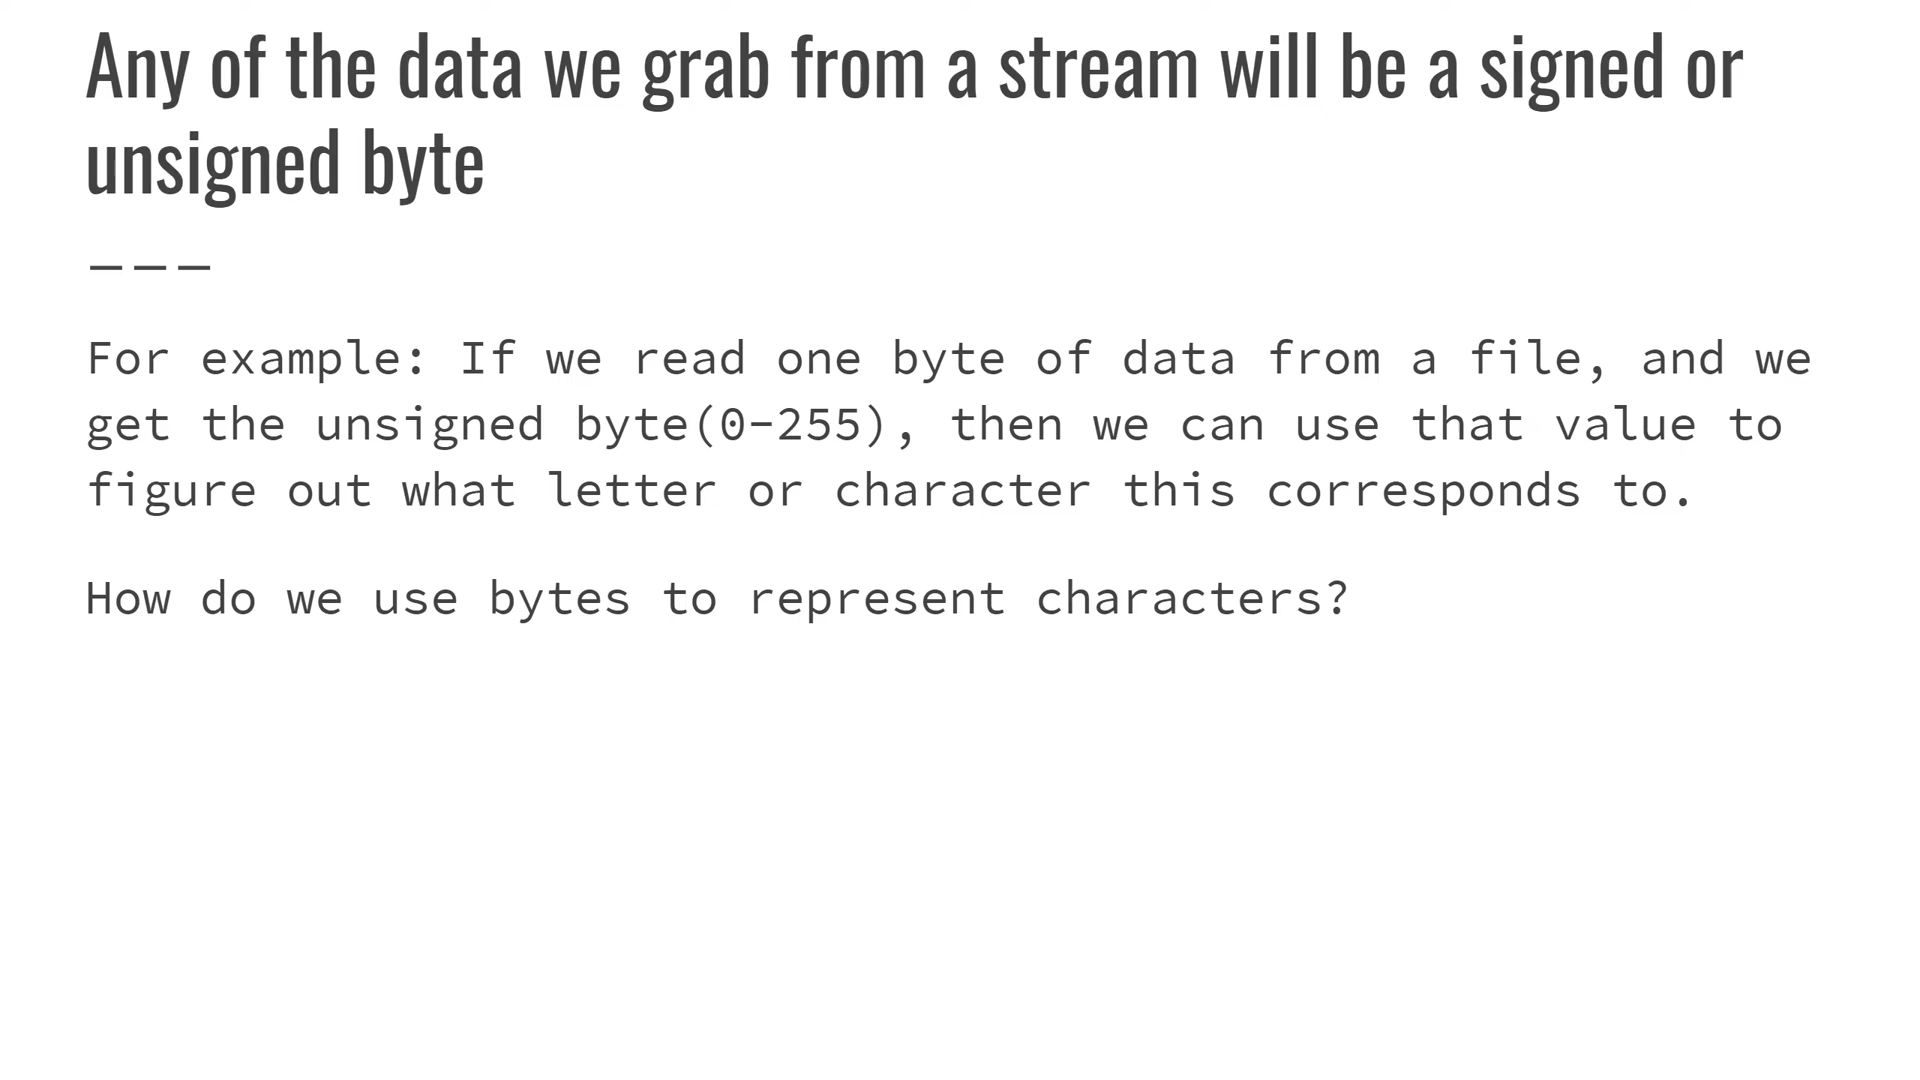 Any of the data we grab from a stream will be a signed or
unsigned byte
———
For example: If we read one byte of data from a file, and we
get the unsigned byte(0-255), then we can use that value to
figure out what letter or character this corresponds to.
How do we use bytes to represent characters?